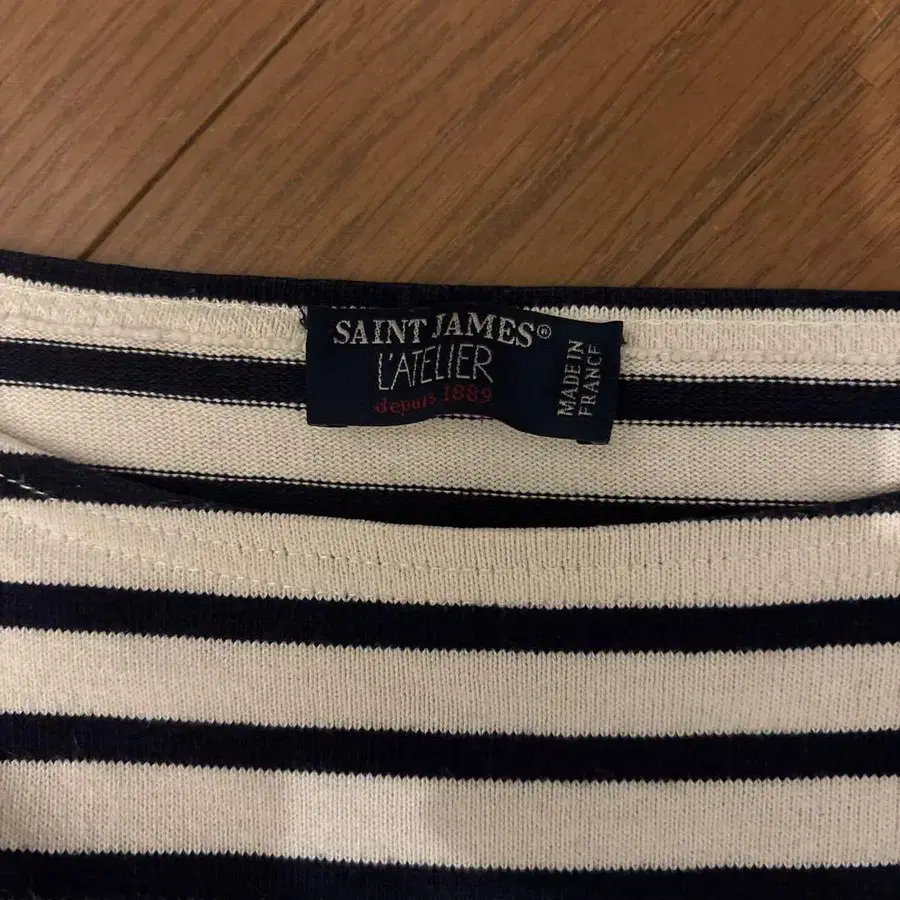 SAINT JAMES®
L'ATELIER
depuis 1889
MADE IN
FRANCE